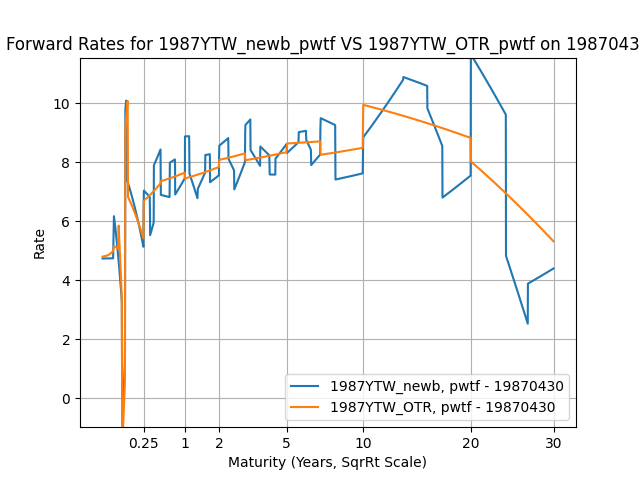 Forward Rates for 1987YTW_newb_pwtf VS 1987YTW_OTR_pwtf on 1987043
10
8
6
4
2
0
Rate
0.25 1 2 5 10 20 30
Maturity (Years, SqrRt Scale)
1987YTW_newb, pwtf - 19870430
1987YTW_OTR, pwtf - 19870430